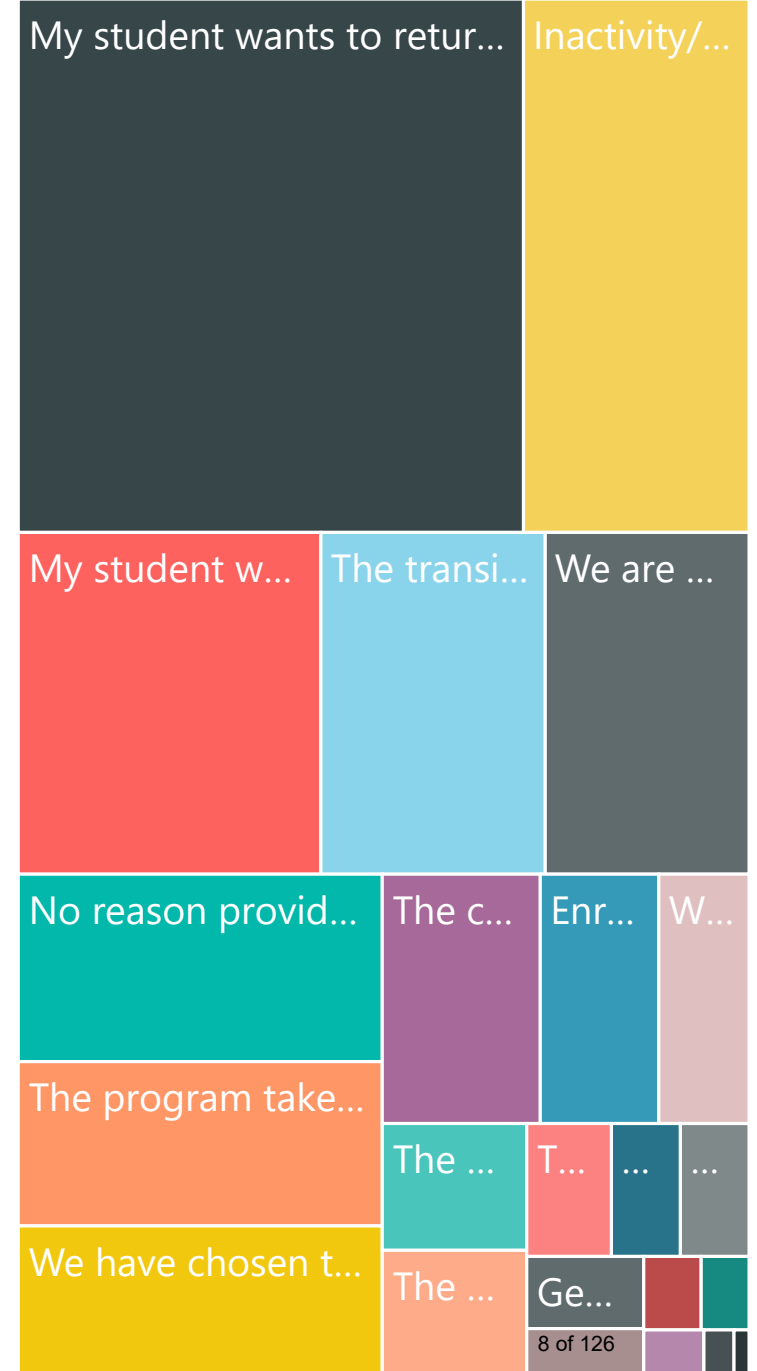 My student wants to retur...
Inactivity/...
My student w...
The transi...
We are ...
No reason provid...
The c...
Enr...
W...
The program take...
The ...
T...
...
...
We have chosen t...
The ...
Ge...
8 of 126